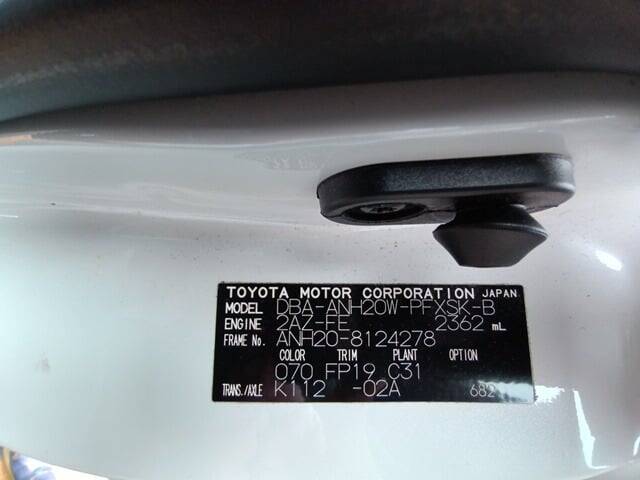 TOYOTA MOTOR CORPORATION JAPAN
MODEL DBA-ANH20W-PFXSK-B
ENGINE 2AZ-FE 2362 mL
FRAME No. ANH20-8124278
COLOR TRIM PLANT OPTION
070 FP19 C31
TRANS./AXLE K112 -02A 682